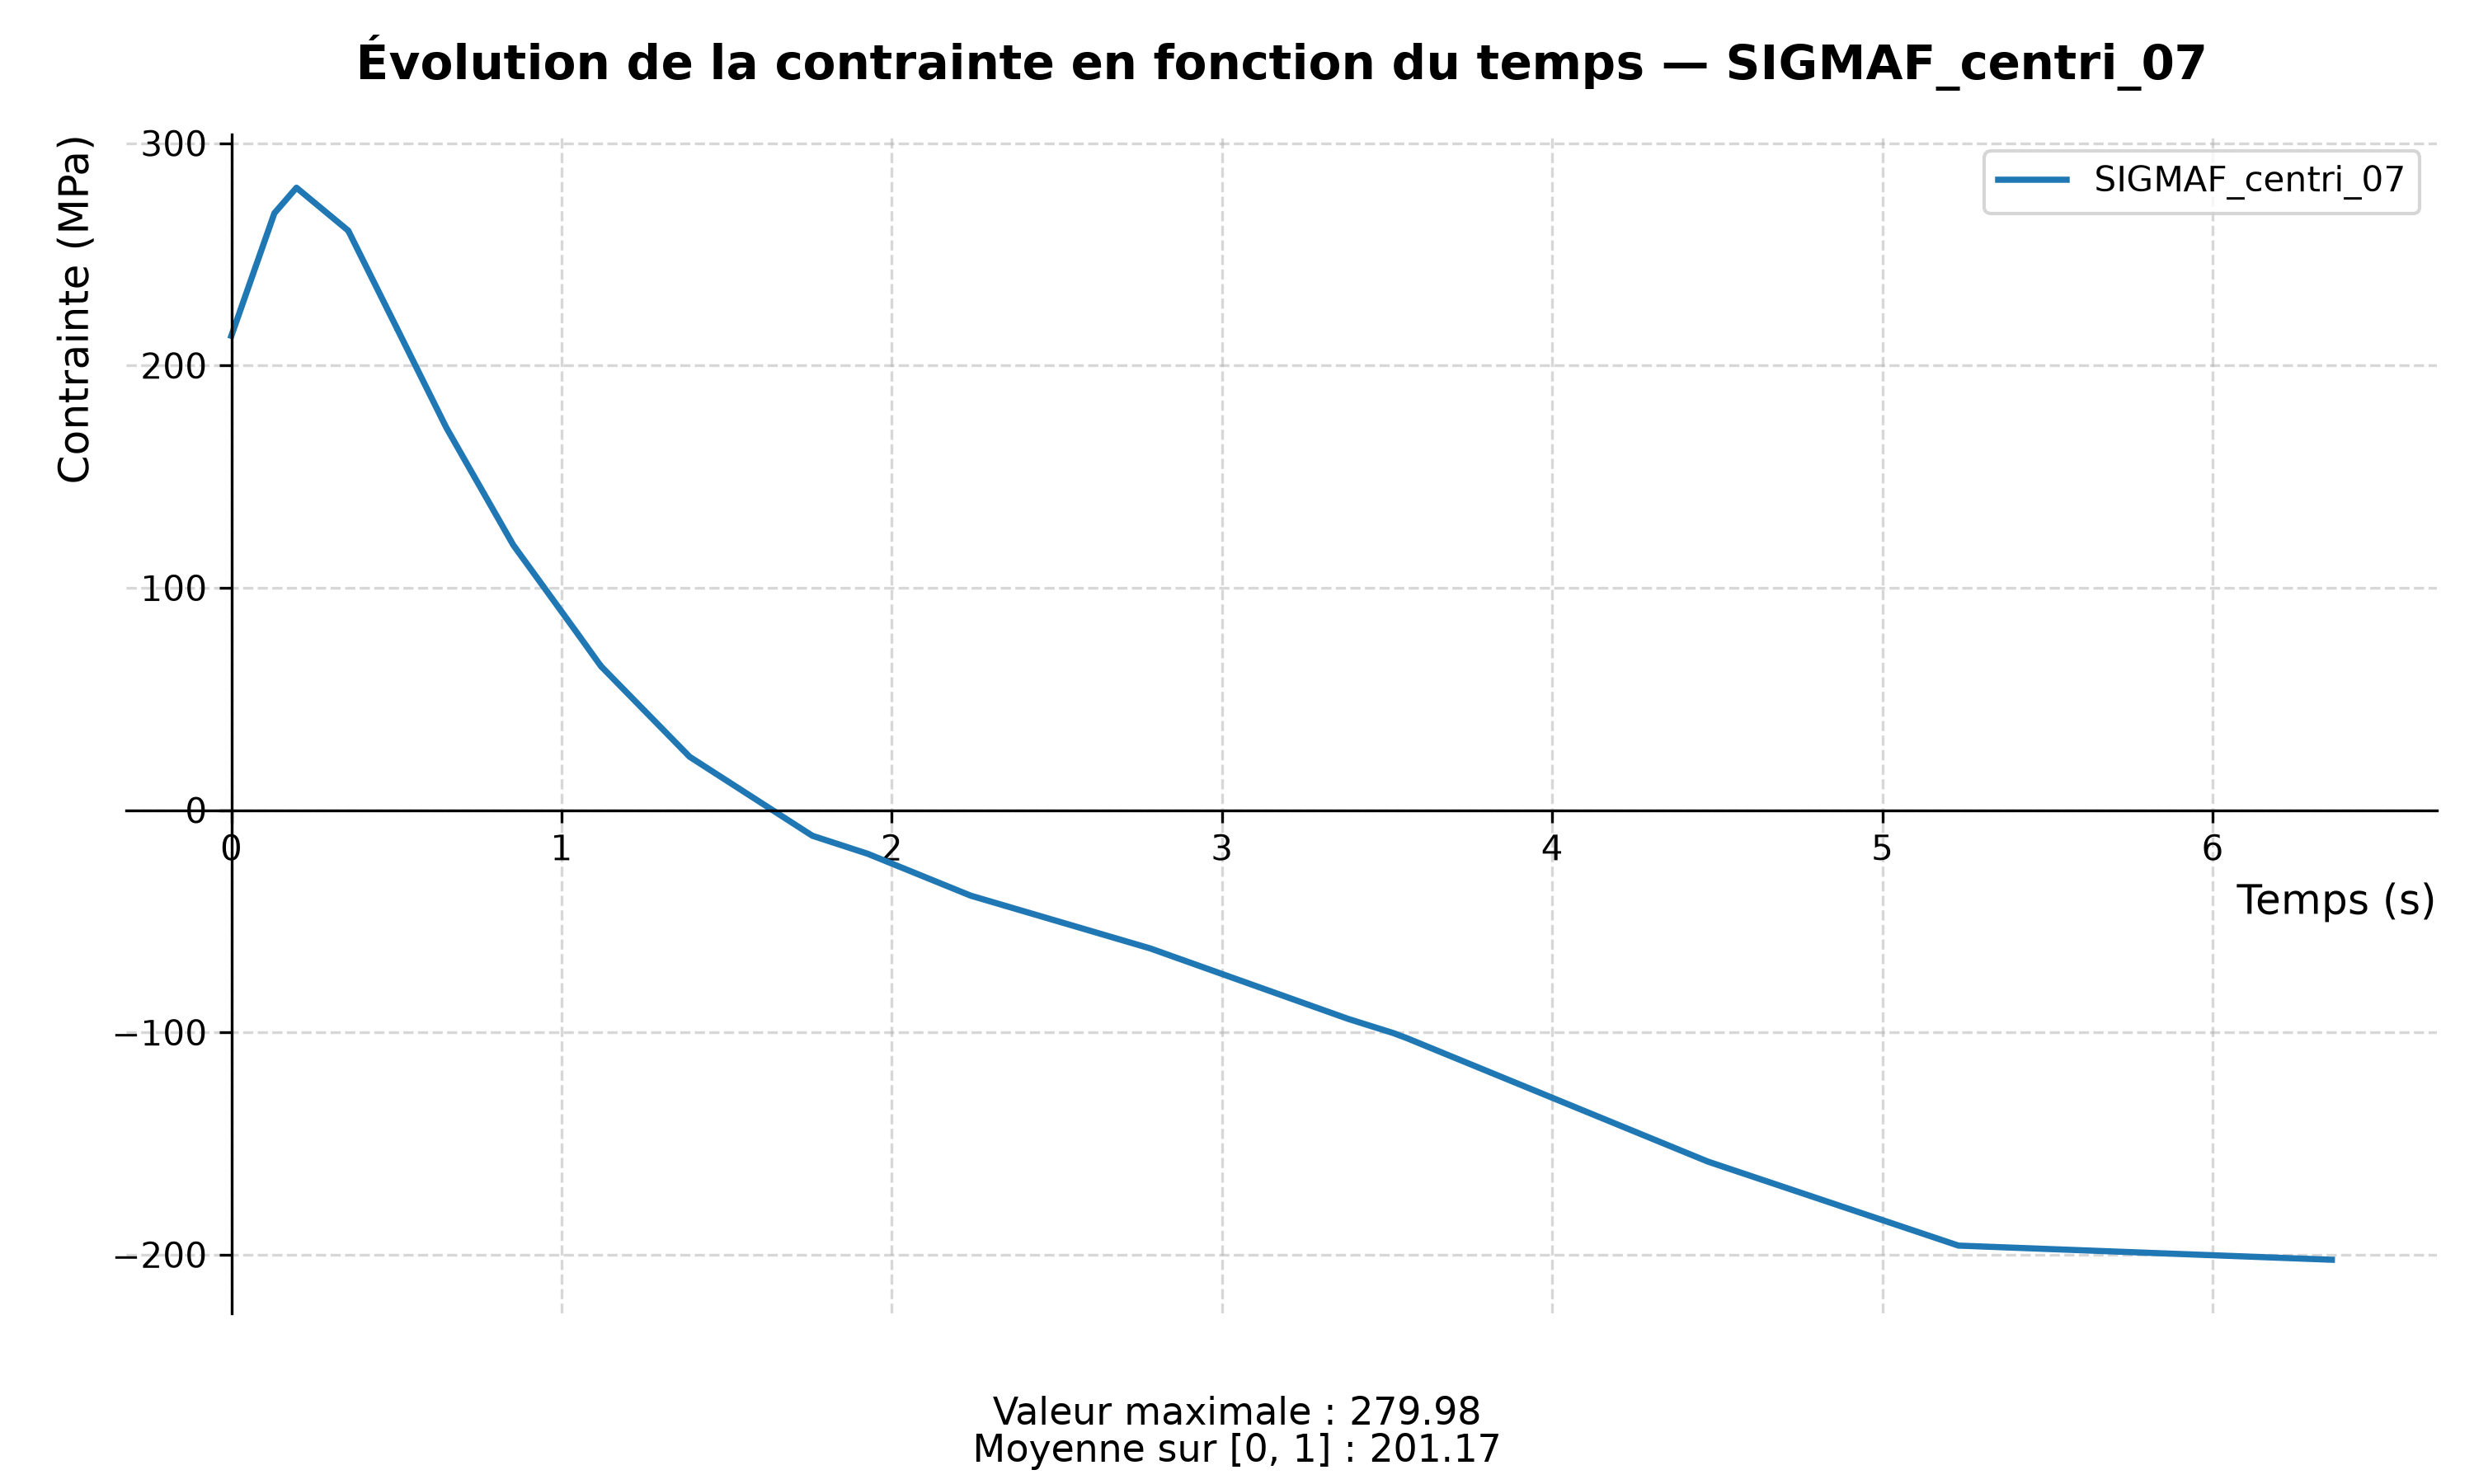 Évolution de la contrainte en fonction du temps — SIGMAF_centri_07
Contrainte (MPa)
300
200
100
0
−100
−200
SIGMAF_centri_07
0 1 2 3 4 5 6
Temps (s)
Valeur maximale : 279.98
Moyenne sur [0, 1] : 201.17